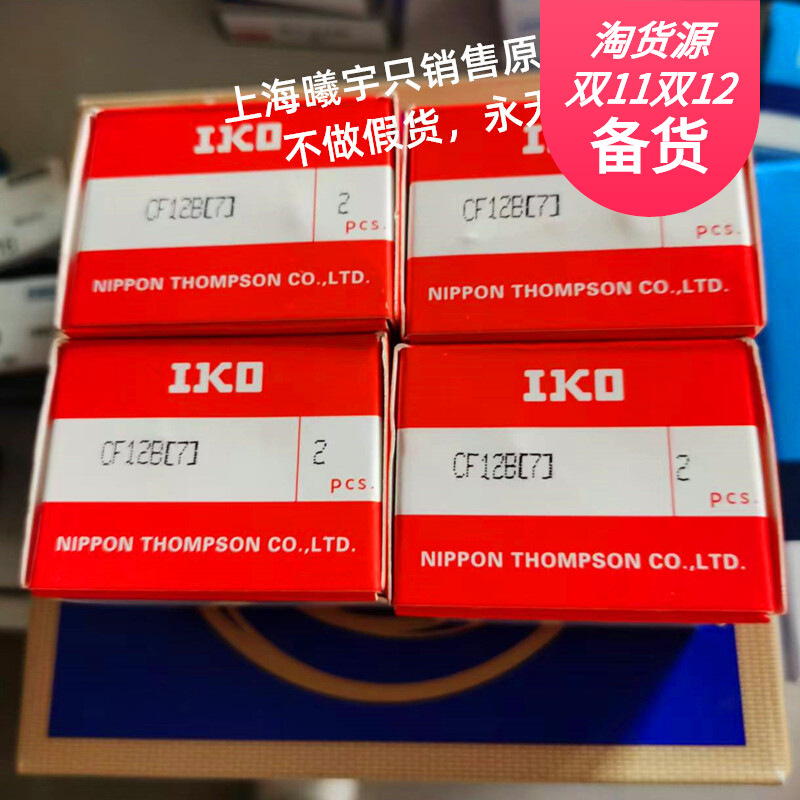 上海曦宇只销售原
不做假货，永
淘货源
双11双12
备货
IKO
CF12B[7]
2
pcs.
NIPPON THOMPSON CO.,LTD.
CF12B[7]
pcs.
NIPPON THOMPSON CO.,LTD.
IKO
CF12B[7]
2
pcs.
NIPPON THOMPSON CO.,LTD.
IKO
CF12B[7]
2
pcs.
NIPPON THOMPSON CO.,LTD.